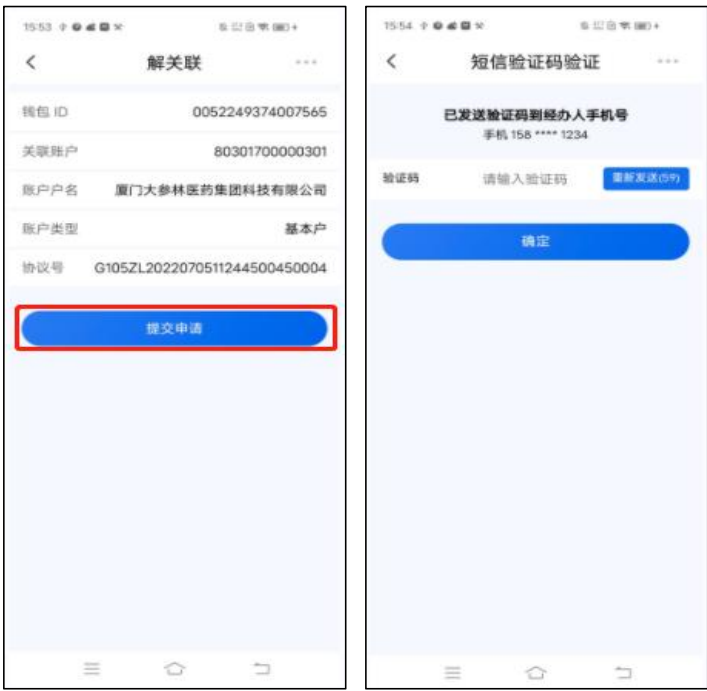 15:53
解关联
钱包 ID 0052249374007565
关联账户 80301700000301
账户户名 厦门大参林医药集团科技有限公司
账户类型 基本户
协议号 G105ZL2022070511244500450004
提交申请
15:54
短信验证码验证
已发送验证码到经办人手机号
手机 158 **** 1234
验证码 请输入验证码 重新发送(59)
确定